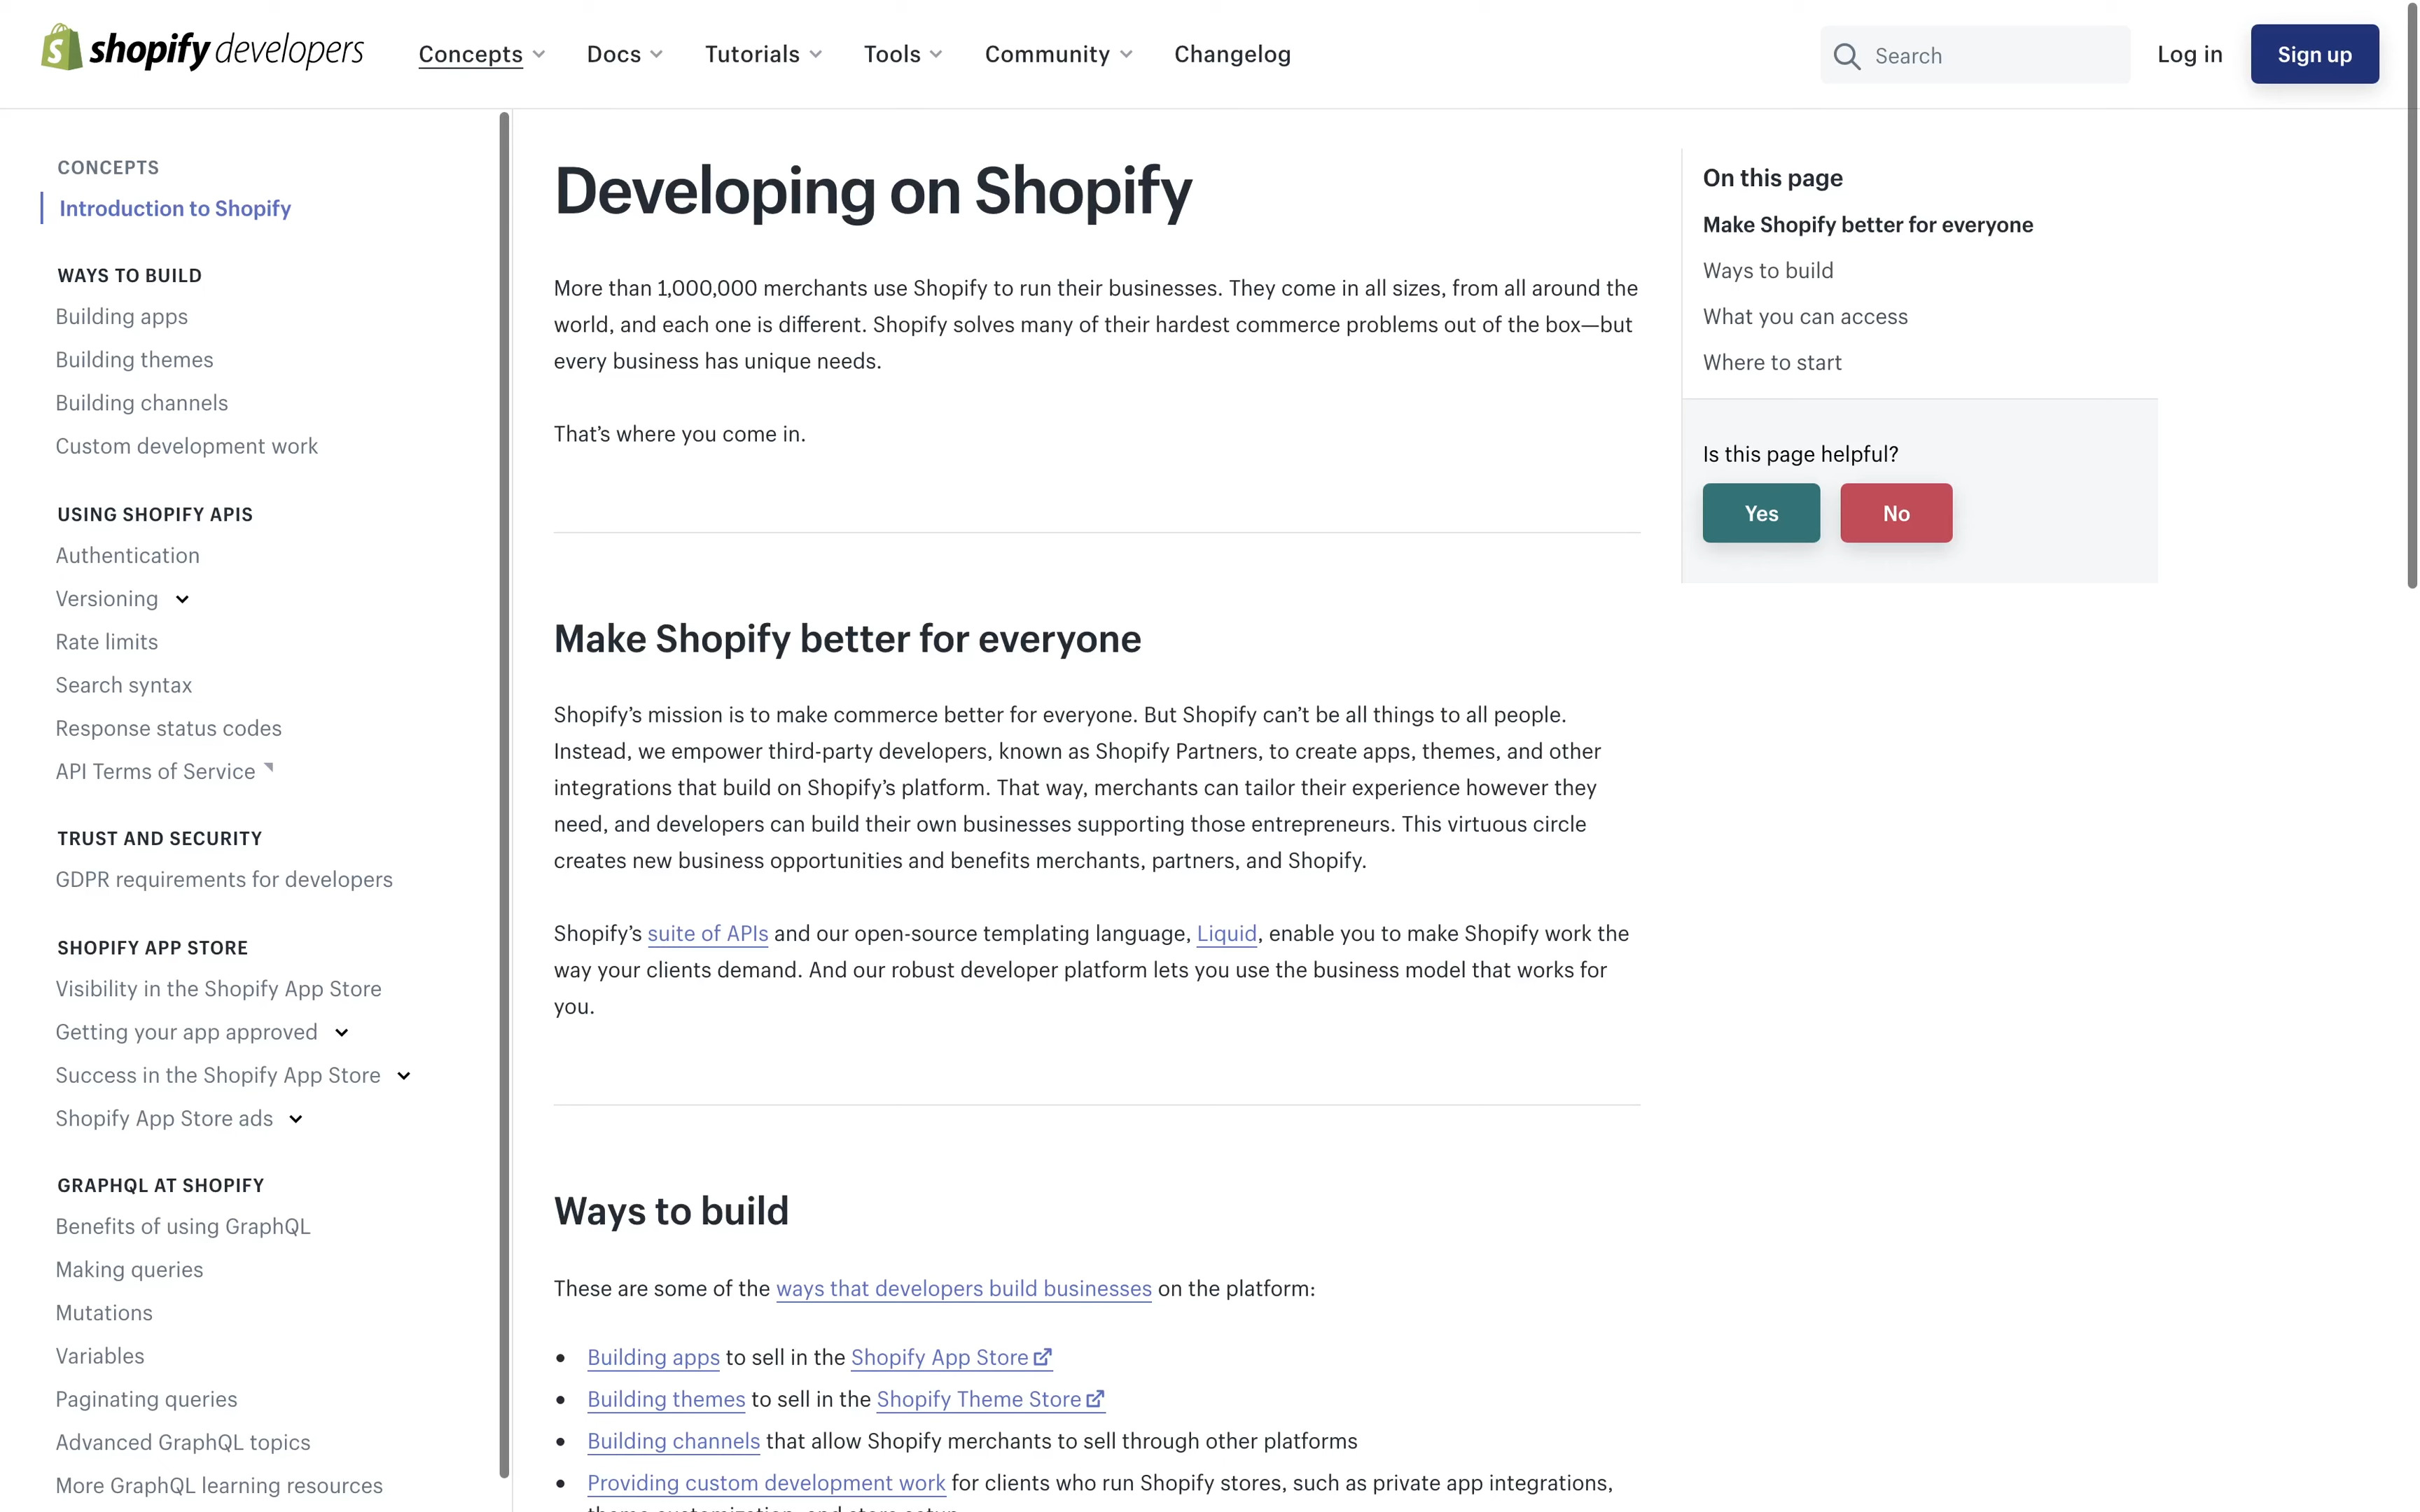 shopify developers
Concepts
Docs
Tutorials
Tools
Community
Changelog
Search
Log in
Sign up
CONCEPTS
Introduction to Shopify
WAYS TO BUILD
Building apps
Building themes
Building channels
Custom development work
USING SHOPIFY APIS
Authentication
Versioning
Rate limits
Search syntax
Response status codes
API Terms of Service
TRUST AND SECURITY
GDPR requirements for developers
SHOPIFY APP STORE
Visibility in the Shopify App Store
Getting your app approved
Success in the Shopify App Store
Shopify App Store ads
GRAPHQL AT SHOPIFY
Benefits of using GraphQL
Making queries
Mutations
Variables
Paginating queries
Advanced GraphQL topics
More GraphQL learning resources
Developing on Shopify
More than 1,000,000 merchants use Shopify to run their businesses. They come in all sizes, from all around the
world, and each one is different. Shopify solves many of their hardest commerce problems out of the box—but
every business has unique needs.
That’s where you come in.
Make Shopify better for everyone
Shopify’s mission is to make commerce better for everyone. But Shopify can’t be all things to all people.
Instead, we empower third-party developers, known as Shopify Partners, to create apps, themes, and other
integrations that build on Shopify’s platform. That way, merchants can tailor their experience however they
need, and developers can build their own businesses supporting those entrepreneurs. This virtuous circle
creates new business opportunities and benefits merchants, partners, and Shopify.
Shopify’s suite of APIs and our open-source templating language, Liquid, enable you to make Shopify work the
way your clients demand. And our robust developer platform lets you use the business model that works for
you.
Ways to build
These are some of the ways that developers build businesses on the platform:
• Building apps to sell in the Shopify App Store
• Building themes to sell in the Shopify Theme Store
• Building channels that allow Shopify merchants to sell through other platforms
• Providing custom development work for clients who run Shopify stores, such as private app integrations,
On this page
Make Shopify better for everyone
Ways to build
What you can access
Where to start
Is this page helpful?
Yes
No